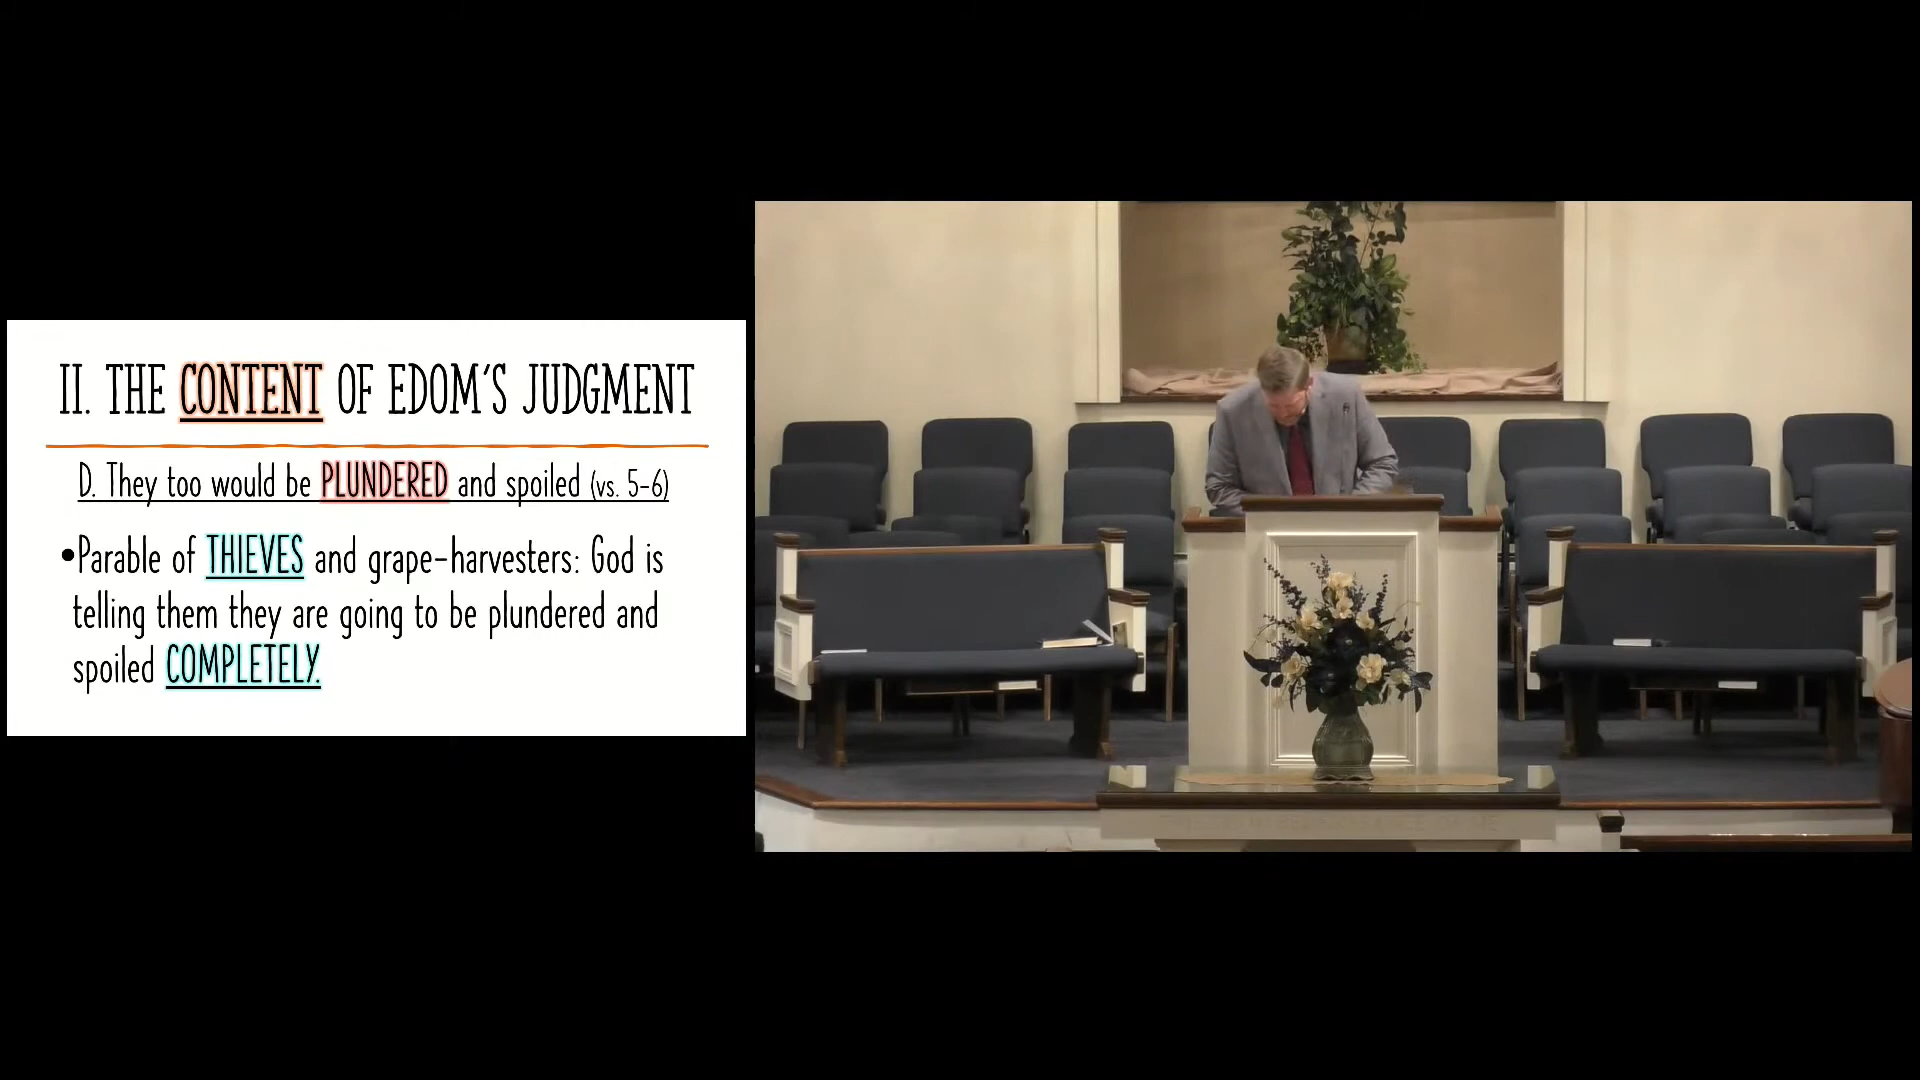 II. THE CONTENT OF EDOM'S JUDGMENT
D. They too would be PLUNDERED and spoiled (vs. 5-6)
•Parable of THIEVES and grape-harvesters: God is
telling them they are going to be plundered and
spoiled COMPLETELY.